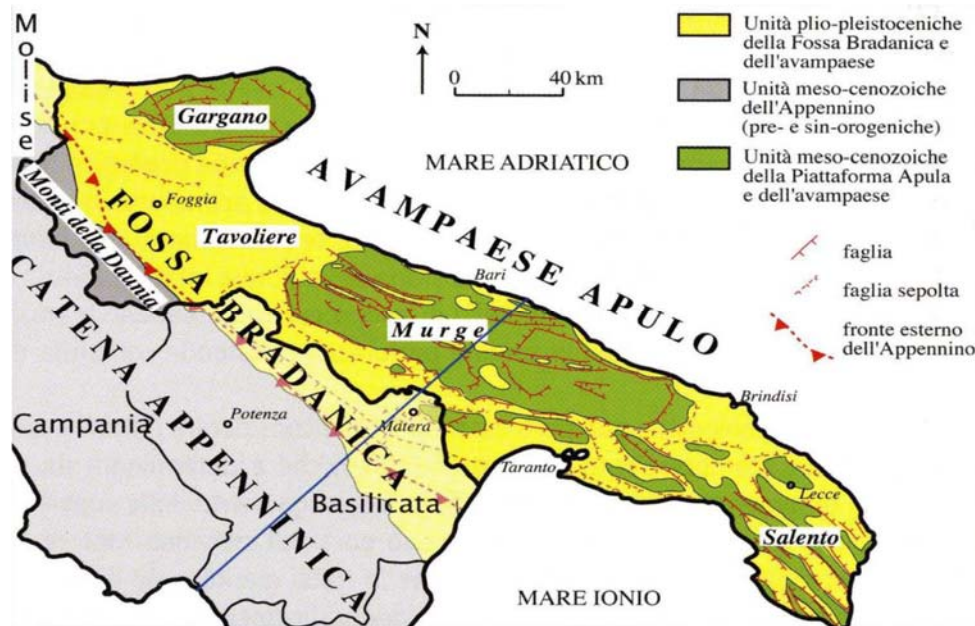 Molise
N
0 40 km
Unità plio-pleistoceniche
della Fossa Bradanica e
dell'avampaese
Unità meso-cenozoiche
dell'Appennino
(pre- e sin-orogeniche)
Unità meso-cenozoiche
della Piattaforma Apula
e dell'avampaese
faglia
faglia sepolta
fronte esterno
dell'Appennino
Gargano
MARE ADRIATICO
AVAMPAESE APULO
Monti della Daunia
Foggia
FOSSA BRADANICA
Tavoliere
Bari
Murge
CATENA APPENNINICA
Brindisi
Campania
Potenza
Matera
Taranto
Basilicata
Lecce
Salento
MARE IONIO